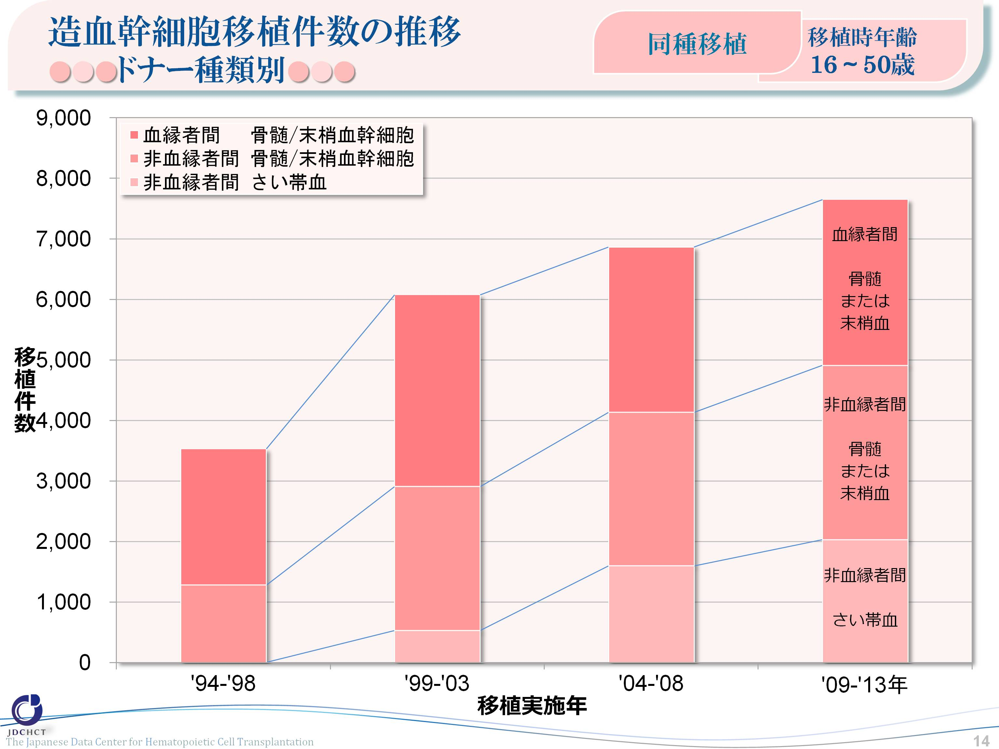 造血幹細胞移植件数の推移
ドナー種類別
同種移植
移植時年齢
16～50歳
9,000
8,000
7,000
6,000
5,000
4,000
3,000
2,000
1,000
0
移植件数
血縁者間 骨髄/末梢血幹細胞
非血縁者間 骨髄/末梢血幹細胞
非血縁者間 さい帯血
血縁者間
骨髄
または
末梢血
非血縁者間
骨髄
または
末梢血
非血縁者間
さい帯血
'94-'98
'99-'03
'04-'08
'09-'13年
移植実施年
JDCHCT
The Japanese Data Center for Hematopoietic Cell Transplantation
14